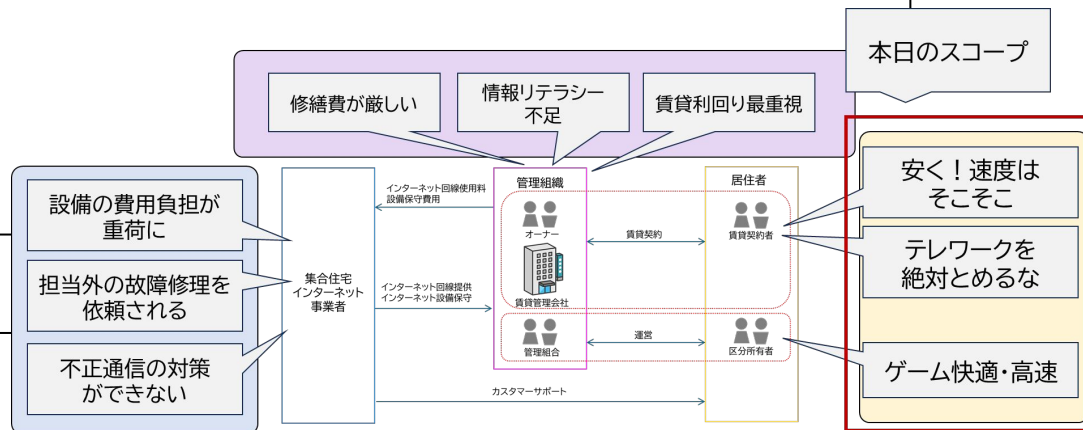 本日のスコープ
修繕費が厳しい
情報リテラシー
不足
賃貸利回り最重視
設備の費用負担が
重荷に
担当外の故障修理を
依頼される
不正通信の対策
ができない
集合住宅
インターネット
事業者
インターネット回線使用料
設備保守費用
インターネット回線提供
インターネット設備保守
カスタマーサポート
管理組織
オーナー
賃貸管理会社
管理組合
賃貸契約
運営
居住者
賃貸契約者
区分所有者
安く！速度は
そこそこ
テレワークを
絶対とめるな
ゲーム快適・高速